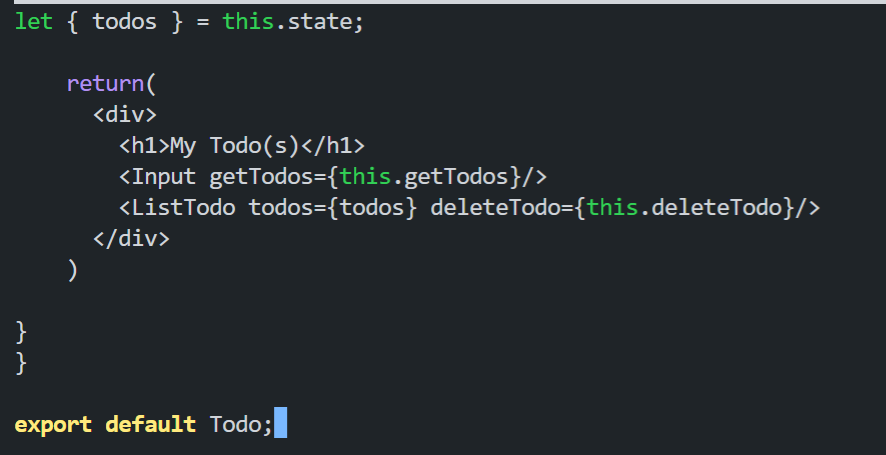 let { todos } = this.state;
return(
<div>
<h1>My Todo(s)</h1>
<Input getTodos={this.getTodos}/>
<ListTodo todos={todos} deleteTodo={this.deleteTodo}/>
</div>
)
}
}
export default Todo;